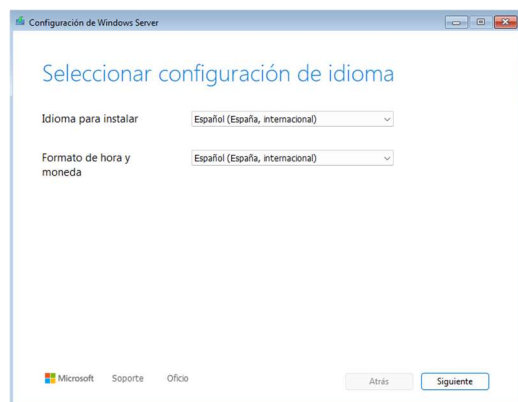 Configuración de Windows Server
Seleccionar configuración de idioma
Idioma para instalar
Español (España, internacional)
Formato de hora y
moneda
Español (España, internacional)
Microsoft Soporte Oficio
Atrás Siguiente